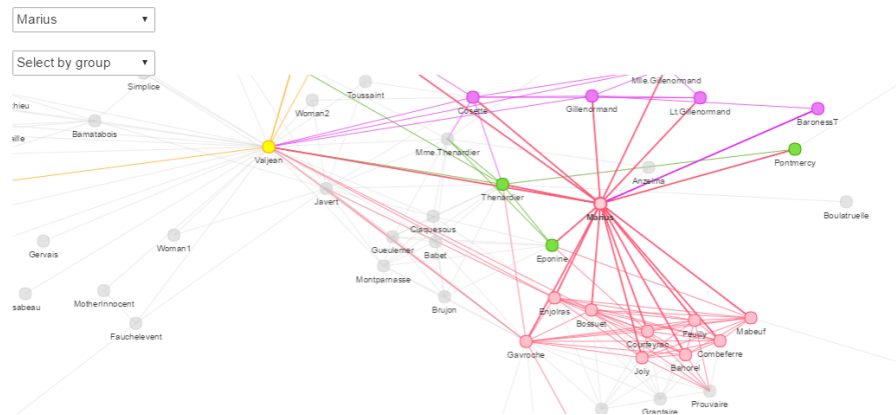 Marius
Select by group
Simplice
Toussaint
Mlle.Gillenormand
Woman2
Cosette
Gillenormand
Lt.Gillenormand
BaronessT
Bamatabois
Valjean
Mme.Thenardier
Anzelma
Pontmercy
Javert
Thenardier
Marius
Boulatruelle
Claquesous
Gervais
Woman1
Gueulemer
Babet
Eponine
Montparnasse
MotherInnocent
Brujon
Enjolras
Bossuet
Fauchelevent
Gavroche
Courfeyrac
Feuilly
Mabeuf
Joly
Bahorel
Combeferre
Grantaire
Prouvaire